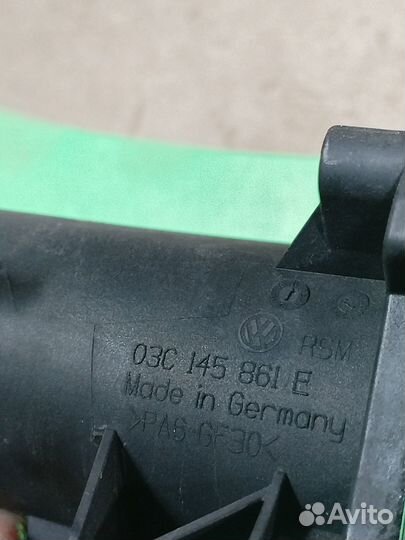 RSM
03C 145 861 E
Made in Germany
>PA6-GF30<
Avito